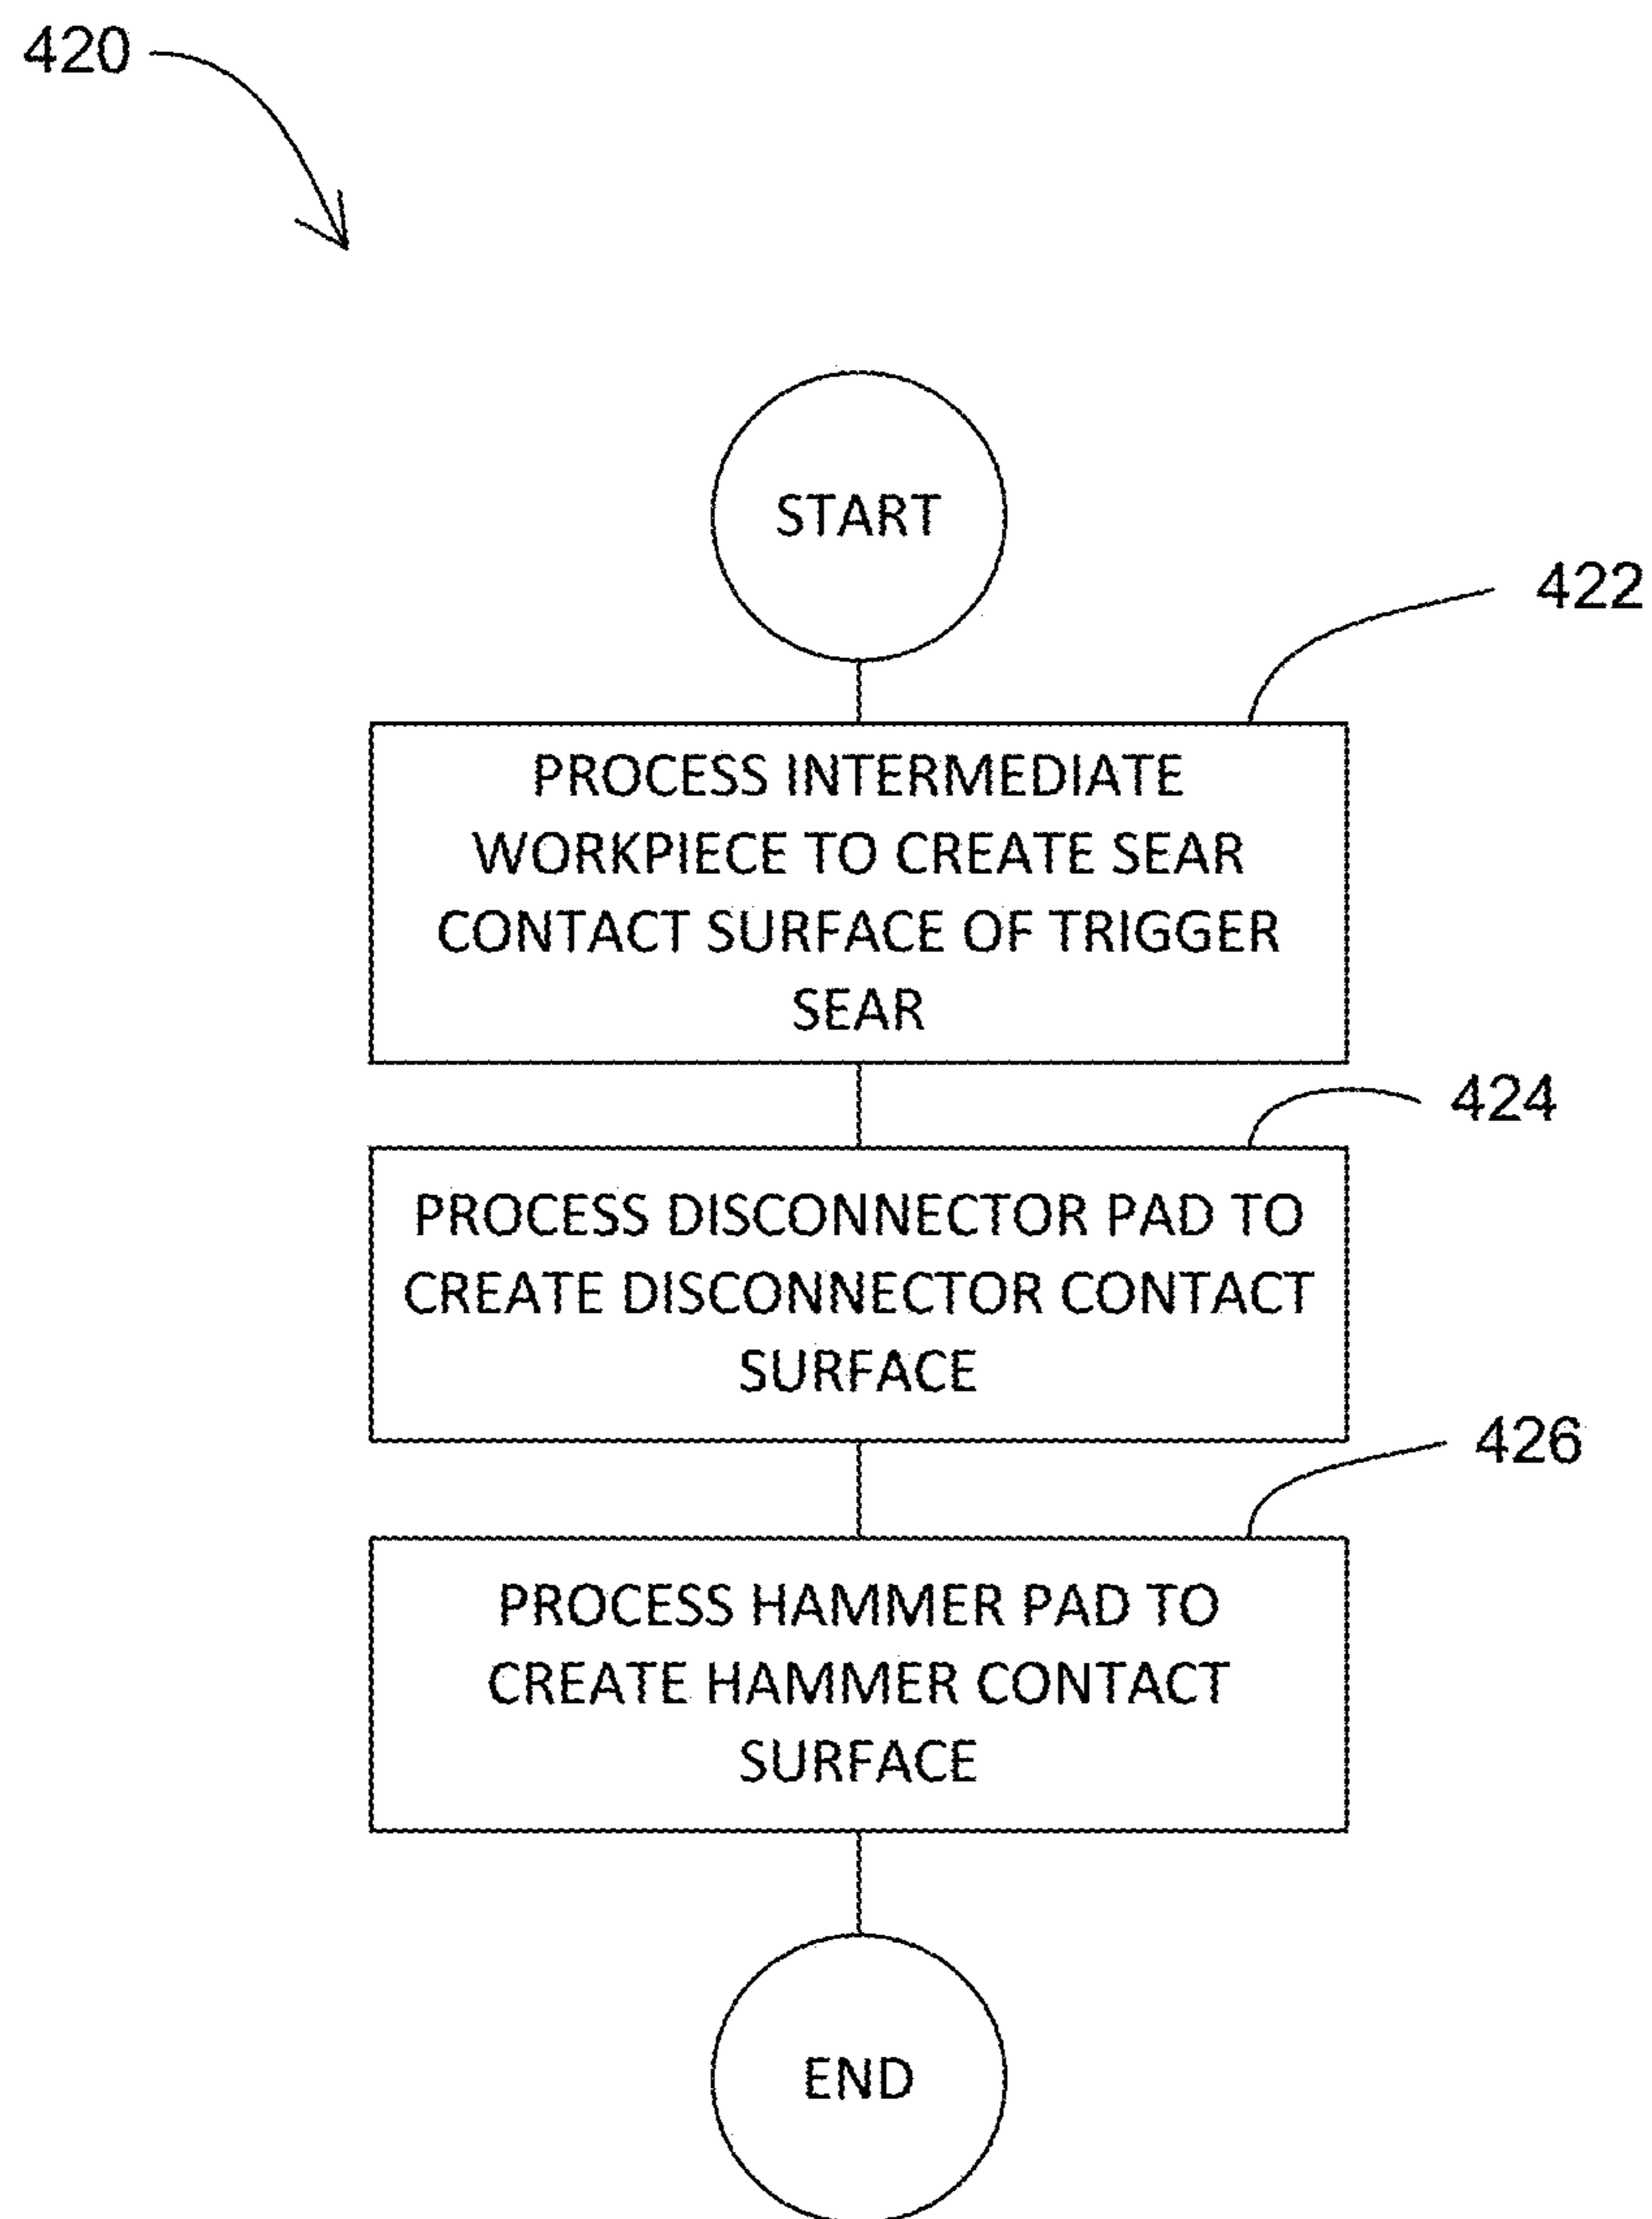 420
START
422
PROCESS INTERMEDIATE
WORKPIECE TO CREATE SEAR
CONTACT SURFACE OF TRIGGER
SEAR
424
PROCESS DISCONNECTOR PAD TO
CREATE DISCONNECTOR CONTACT
SURFACE
426
PROCESS HAMMER PAD TO
CREATE HAMMER CONTACT
SURFACE
END